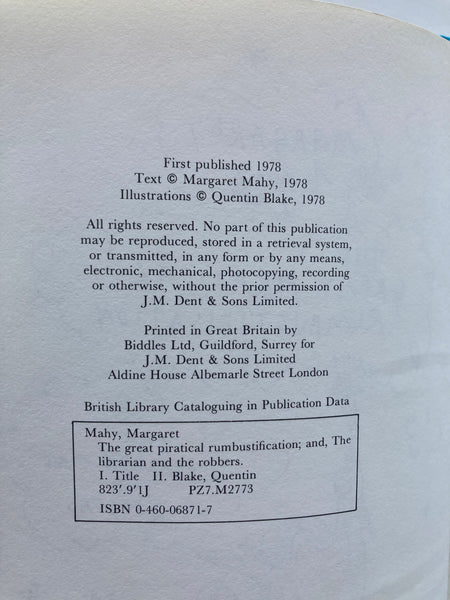 First published 1978
Text © Margaret Mahy, 1978
Illustrations © Quentin Blake, 1978
All rights reserved. No part of this publication
may be reproduced, stored in a retrieval system,
or transmitted, in any form or by any means,
electronic, mechanical, photocopying, recording
or otherwise, without the prior permission of
J.M. Dent & Sons Limited.
Printed in Great Britain by
Biddles Ltd, Guildford, Surrey for
J.M. Dent & Sons Limited
Aldine House Albemarle Street London
British Library Cataloguing in Publication Data
Mahy, Margaret
The great piratical rumbustification; and, The
librarian and the robbers.
I. Title II. Blake, Quentin
823'.9'1J PZ7.M2773
ISBN 0-460-06871-7